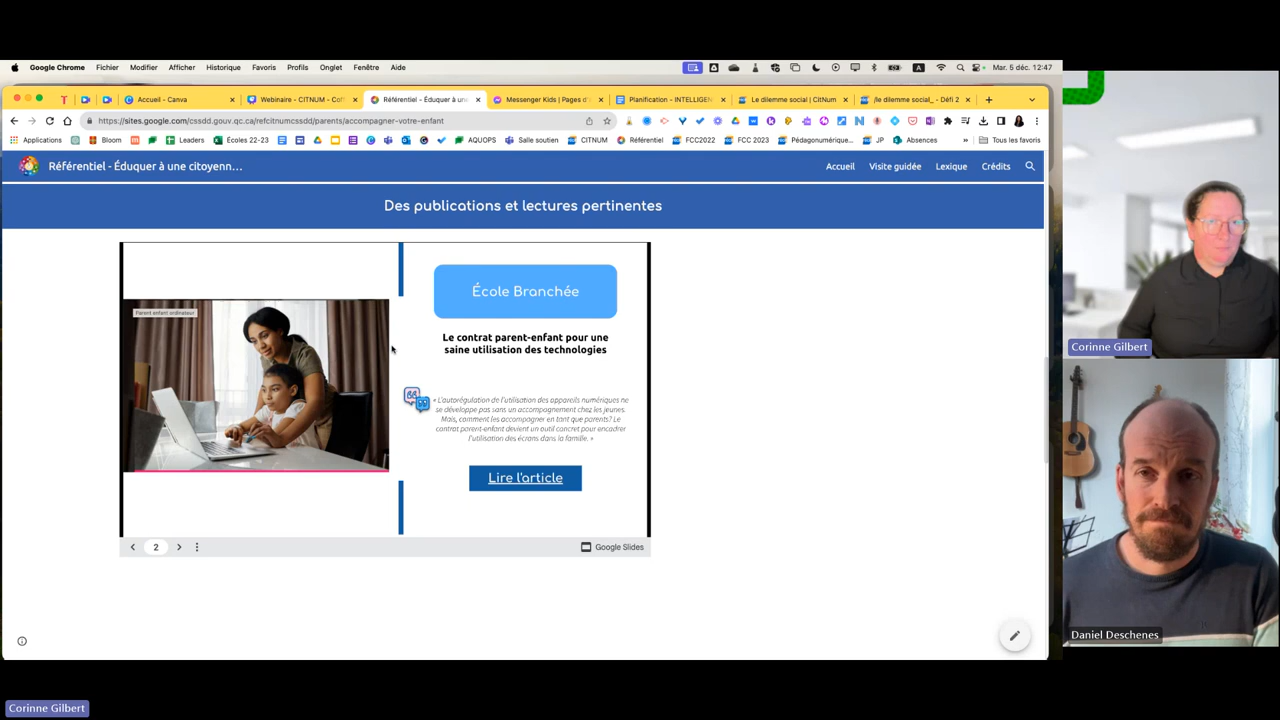 Google Chrome Fichier Modifier Afficher Historique Favoris Profils Onglet Fenêtre Aide
Mar. 5 déc. 12:47
Accueil - Canva
Webinaire - CITNUM - Cof
Référentiel - Éduquer à une
Messenger Kids | Pages d'
Planification - INTELLIGEN
Le dilemme social | CitNum
/le dilemme social_ - Défi 2
https://sites.google.com/cssdd.gouv.qc.ca/refcitnumcssdd/parents/accompagner-votre-enfant
Applications Bloom Leaders Écoles 22-23 AQUOPS Salle soutien CITNUM Référentiel FCC2022 FCC 2023 Pédagonumérique... JP Absences » Tous les favoris
Référentiel - Éduquer à une citoyenn...
Accueil Visite guidée Lexique Crédits
Des publications et lectures pertinentes
Parent enfant ordinateur
École Branchée
Le contrat parent-enfant pour une
saine utilisation des technologies
« L'autorégulation de l'utilisation des appareils numériques ne
se développe pas sans un accompagnement chez les jeunes.
Mais, comment les accompagner en tant que parents? Le
contrat parent-enfant devient un outil concret pour encadrer
l'utilisation des écrans dans la famille. »
Lire l'article
2
Google Slides
Corinne Gilbert
Daniel Deschenes
Corinne Gilbert